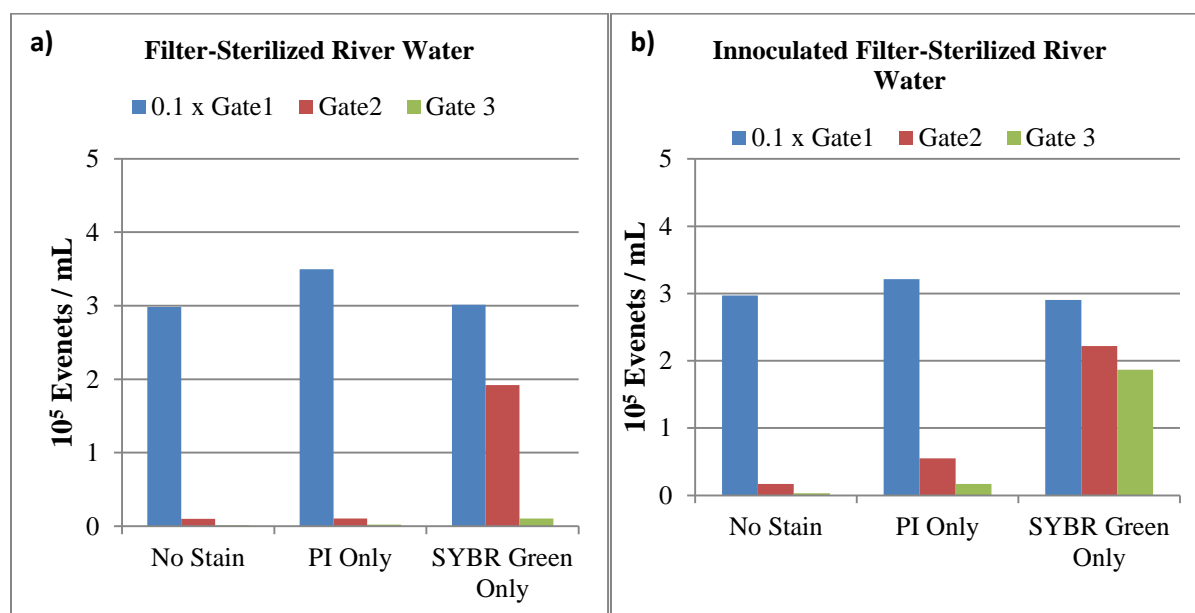 a)
Filter-Sterilized River Water
0.1 x Gate1 Gate2 Gate 3
5
4
3
2
1
0
10⁵ Evenets / mL
No Stain PI Only SYBR Green
Only
b)
Innoculated Filter-Sterilized River
Water
0.1 x Gate1 Gate2 Gate 3
5
4
3
2
1
0
10⁵ Evenets / mL
No Stain PI Only SYBR Green
Only